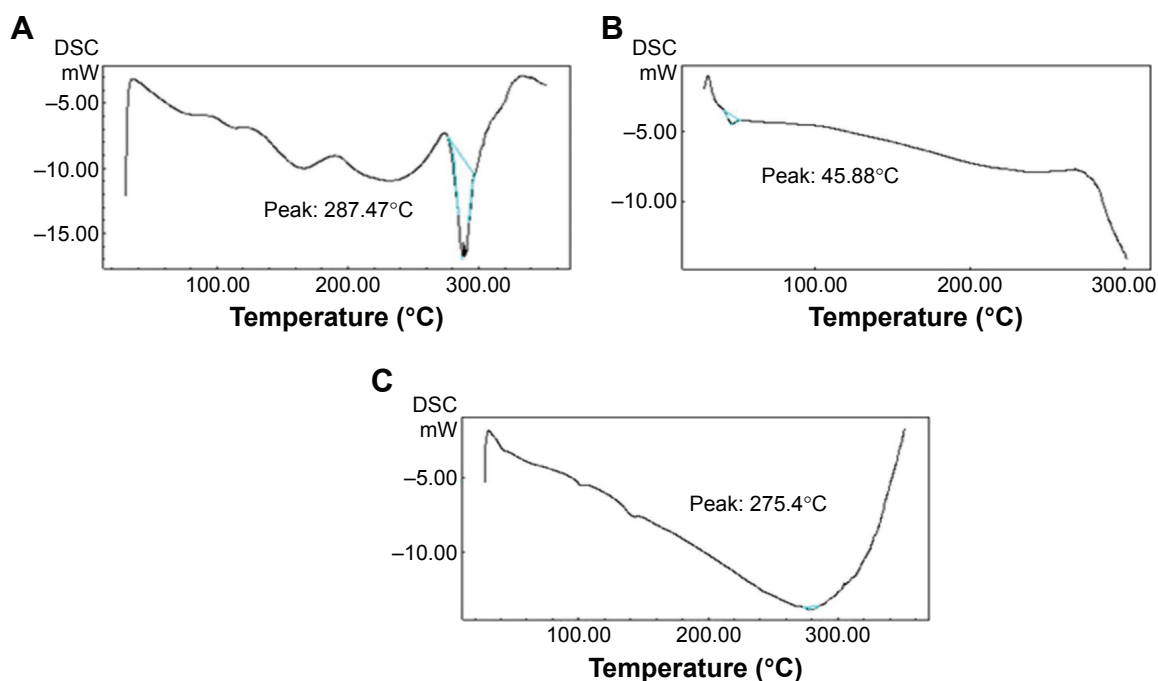 A
DSC
mW
–5.00
–10.00
–15.00
Peak: 287.47°C
100.00 200.00 300.00
Temperature (°C)
B
DSC
mW
–5.00
–10.00
Peak: 45.88°C
100.00 200.00 300.00
Temperature (°C)
C
DSC
mW
–5.00
–10.00
Peak: 275.4°C
100.00 200.00 300.00
Temperature (°C)